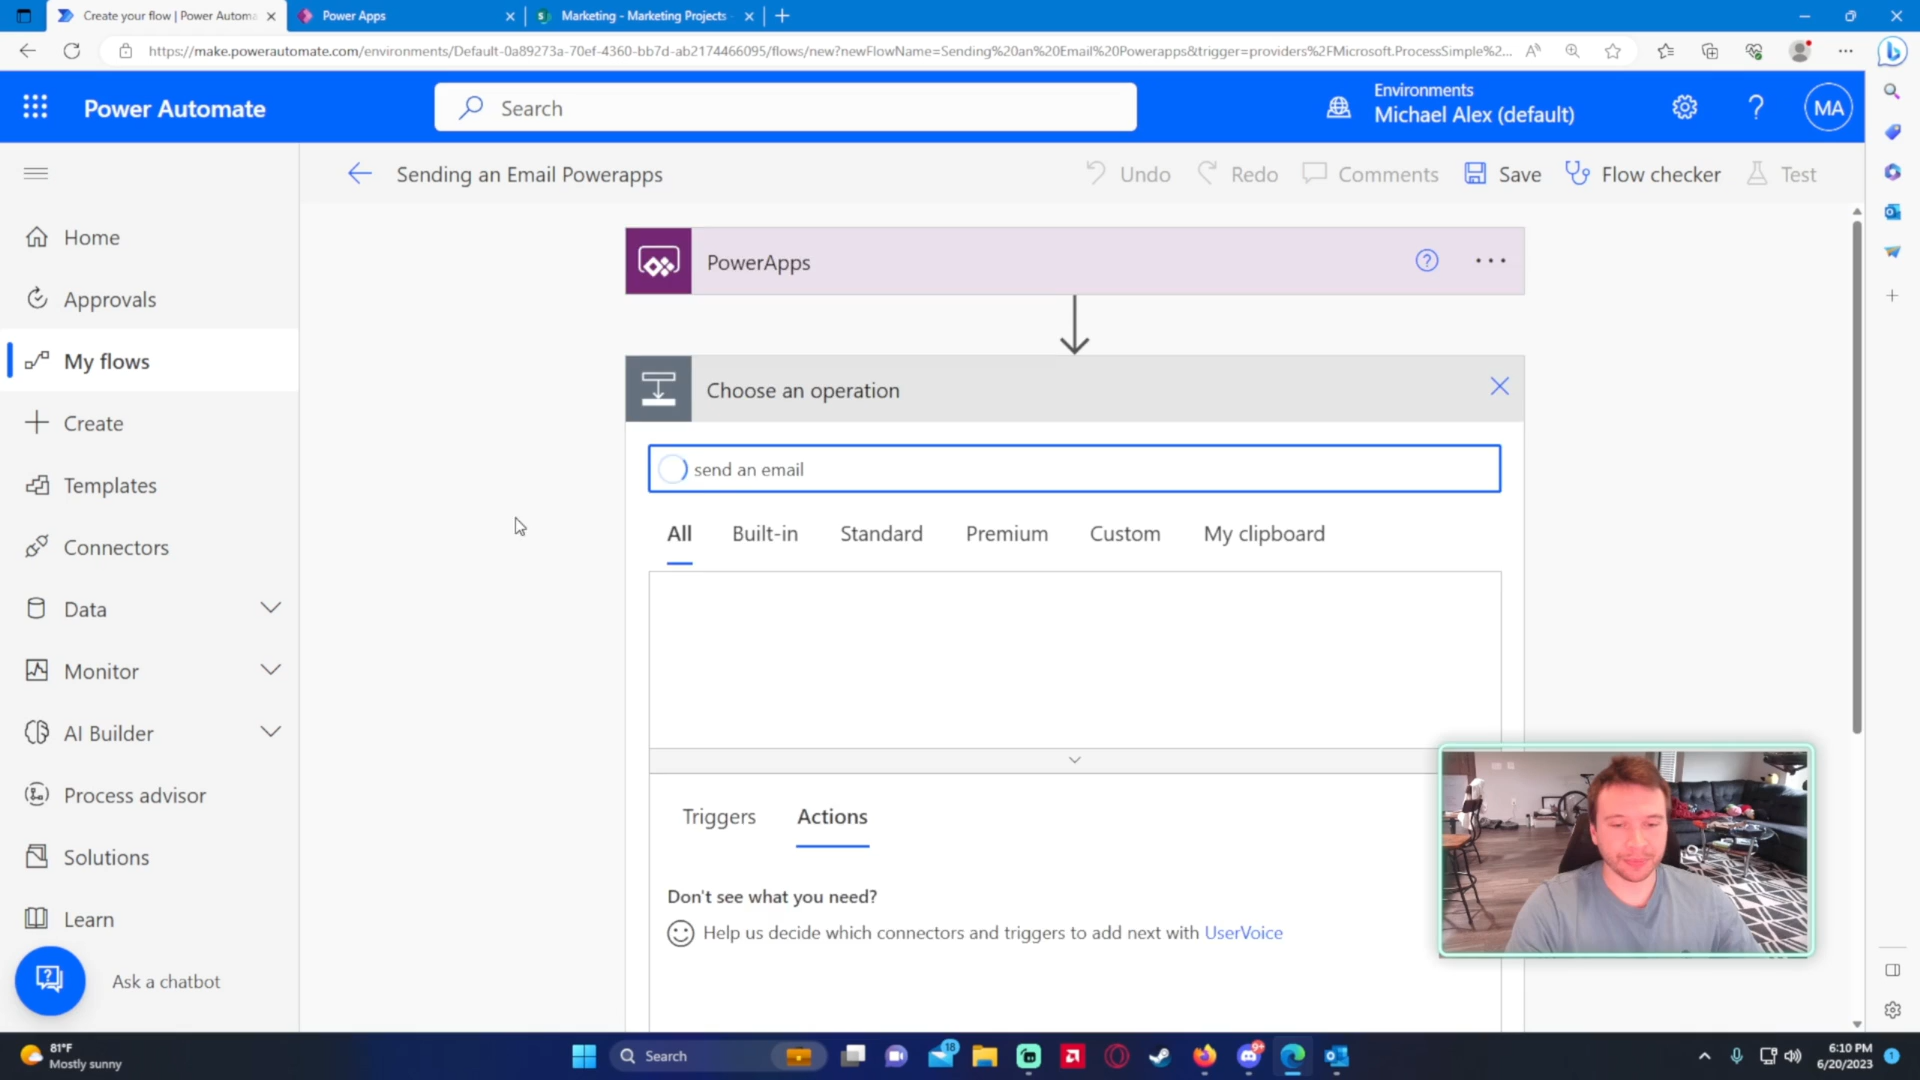 Create your flow | Power Automa
Power Apps
Marketing - Marketing Projects
https://make.powerautomate.com/environments/Default-0a89273a-70ef-4360-bb7d-ab2174466095/flows/new?newFlowName=Sending%20an%20Email%20Powerapps&trigger=providers%2FMicrosoft.ProcessSimple%2...
Power Automate
Search
Environments
Michael Alex (default)
MA
Sending an Email Powerapps
Undo
Redo
Comments
Save
Flow checker
Test
Home
Approvals
My flows
Create
Templates
Connectors
Data
Monitor
AI Builder
Process advisor
Solutions
Learn
Ask a chatbot
PowerApps
Choose an operation
send an email
All
Built-in
Standard
Premium
Custom
My clipboard
Triggers
Actions
Don't see what you need?
Help us decide which connectors and triggers to add next with UserVoice
81°F
Mostly sunny
Search
18
9+
6:10 PM
6/20/2023
1